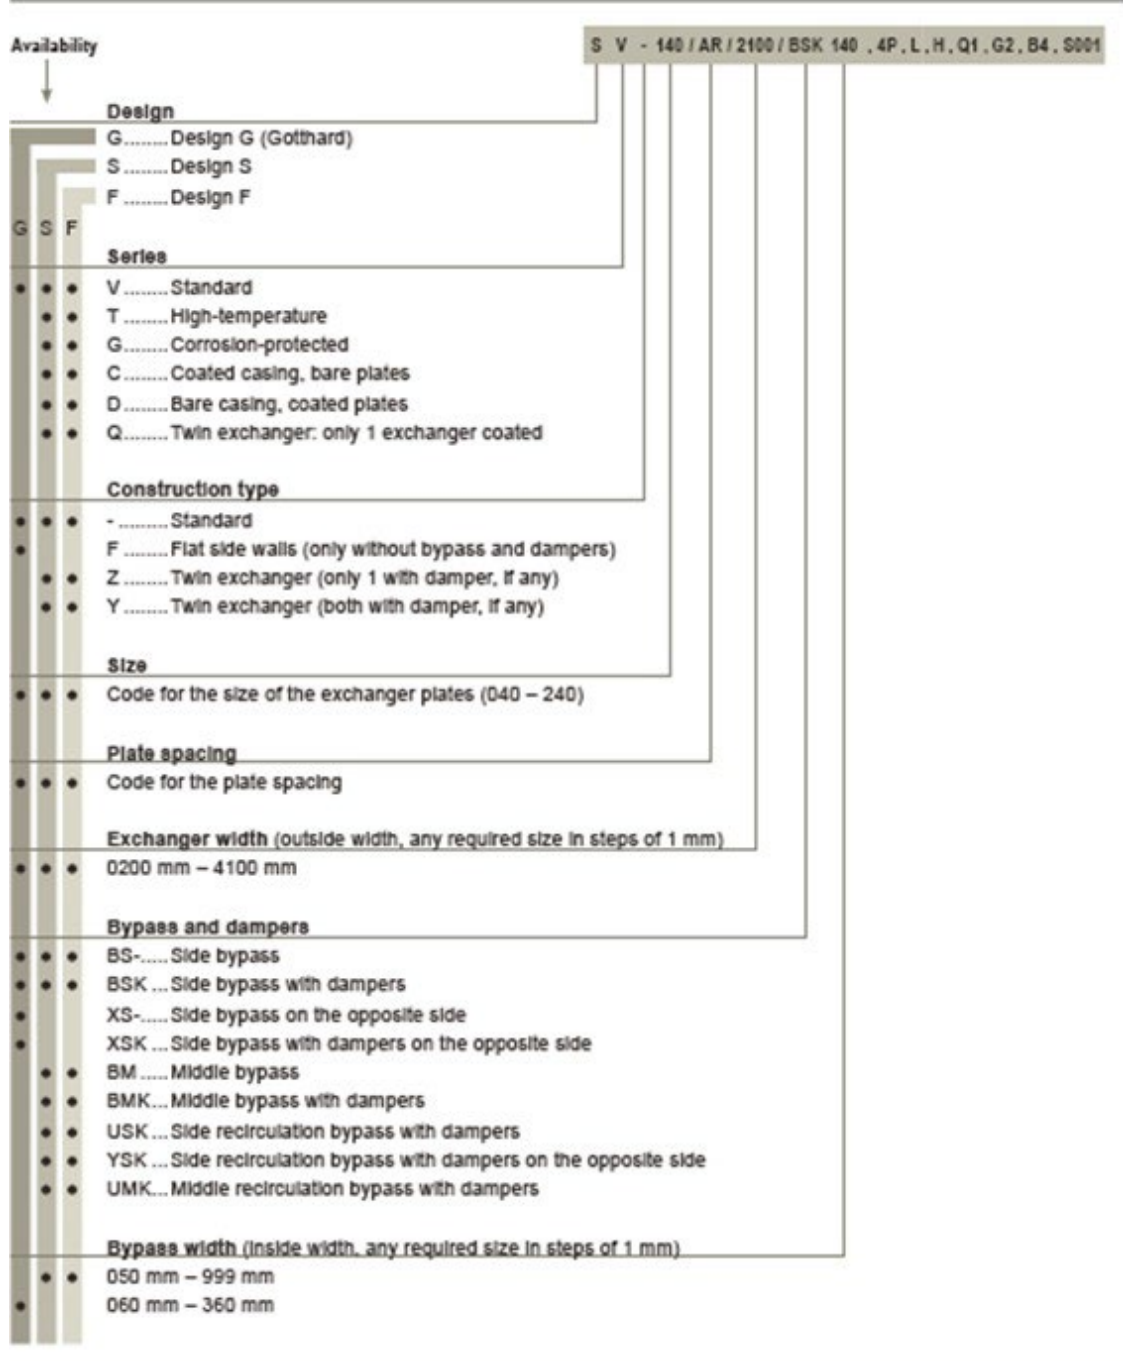 Availability
S V - 140 / AR / 2100 / BSK 140 , 4P , L , H , Q1 , G2 , B4 , S001
Design
G........Design G (Gotthard)
S........Design S
F........Design F
G S F
Series
• • • V........Standard
• • T........High-temperature
• • G........Corrosion-protected
• • C........Coated casing, bare plates
• • D........Bare casing, coated plates
• • Q........Twin exchanger: only 1 exchanger coated
Construction type
• • • - .........Standard
• F ........Flat side walls (only without bypass and dampers)
• • Z ........Twin exchanger (only 1 with damper, if any)
• • Y ........Twin exchanger (both with damper, if any)
Size
• • • Code for the size of the exchanger plates (040 – 240)
Plate spacing
• • • Code for the plate spacing
Exchanger width (outside width, any required size in steps of 1 mm)
• • • 0200 mm – 4100 mm
Bypass and dampers
• • • BS-.....Side bypass
• • • BSK ...Side bypass with dampers
• XS-.....Side bypass on the opposite side
• XSK ...Side bypass with dampers on the opposite side
• • BM .....Middle bypass
• • BMK...Middle bypass with dampers
• • USK ...Side recirculation bypass with dampers
• • YSK ...Side recirculation bypass with dampers on the opposite side
• • UMK...Middle recirculation bypass with dampers
Bypass width (inside width, any required size in steps of 1 mm)
• • 050 mm – 999 mm
• 060 mm – 360 mm